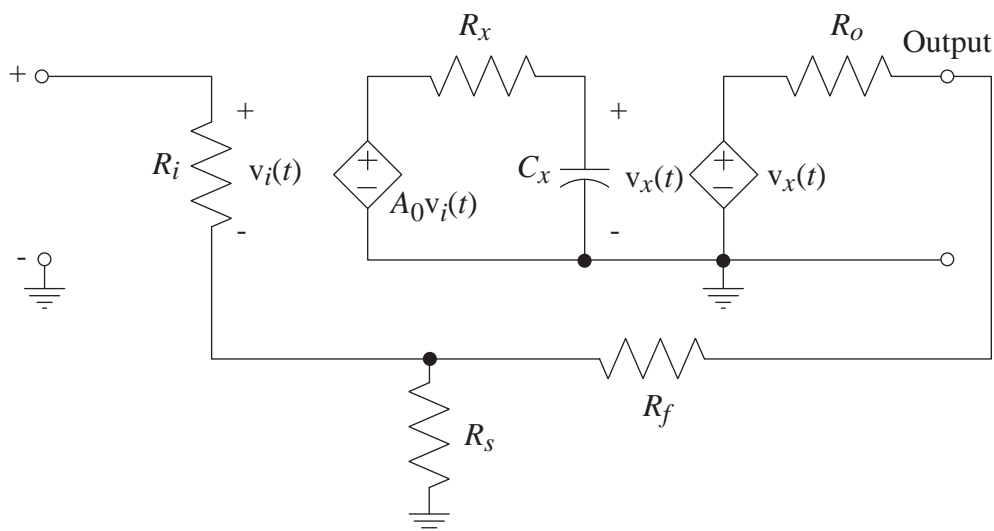 R_x
R_o
Output
+
+
+
R_i
v_i(t)
+
−
A_0v_i(t)
C_x
v_x(t)
+
−
v_x(t)
-
-
-
R_f
R_s